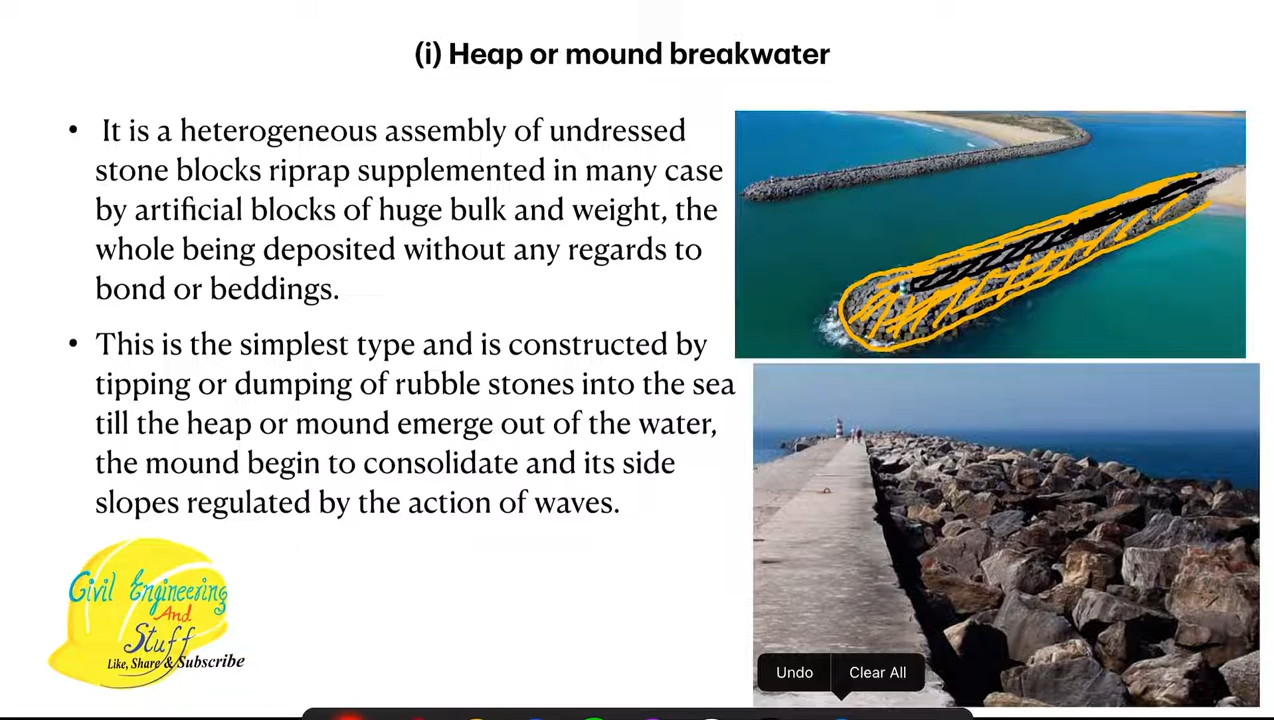 (i) Heap or mound breakwater
• It is a heterogeneous assembly of undressed
stone blocks riprap supplemented in many case
by artificial blocks of huge bulk and weight, the
whole being deposited without any regards to
bond or beddings.
• This is the simplest type and is constructed by
tipping or dumping of rubble stones into the sea
till the heap or mound emerge out of the water,
the mound begin to consolidate and its side
slopes regulated by the action of waves.
Civil Engineering
And
Stuff
Like, Share & Subscribe
Undo Clear All